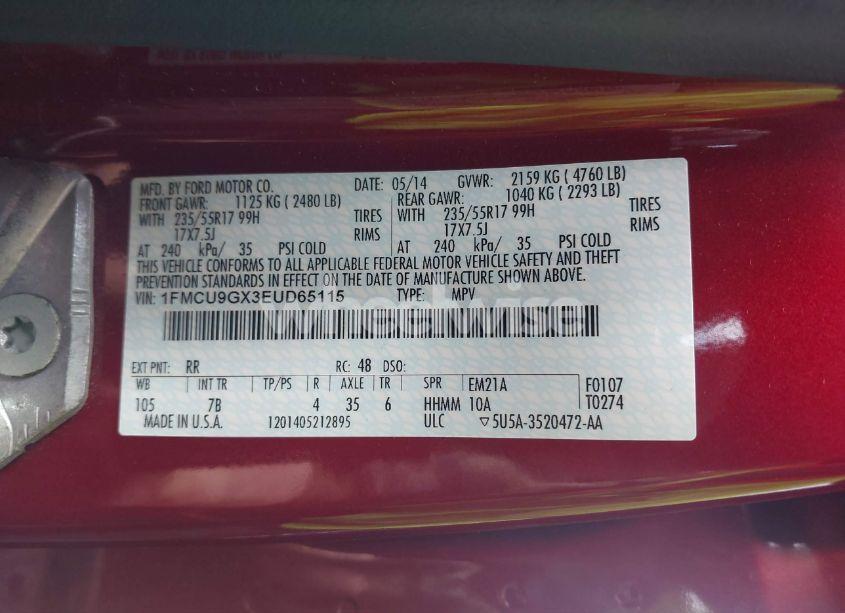 MFD. BY FORD MOTOR CO. DATE: 05/14 GVWR: 2159 KG ( 4760 LB)
FRONT GAWR: 1125 KG ( 2480 LB) REAR GAWR: 1040 KG ( 2293 LB)
WITH 235/55R17 99H TIRES WITH 235/55R17 99H TIRES
17X7.5J RIMS 17X7.5J RIMS
AT 240 kPa/ 35 PSI COLD AT 240 kPa/ 35 PSI COLD
THIS VEHICLE CONFORMS TO ALL APPLICABLE FEDERAL MOTOR VEHICLE SAFETY AND THEFT
PREVENTION STANDARDS IN EFFECT ON THE DATE OF MANUFACTURE SHOWN ABOVE.
VIN: 1FMCU9GX3EUD65115 TYPE: MPV
Wheelwise
EXT PNT: RR RC: 48 DSO:
WB INT TR TP/PS R AXLE TR SPR EM21A F0107
105 7B 4 35 6 HHMM 10A T0274
MADE IN U.S.A. 1201405212895 ULC ▽5U5A-3520472-AA